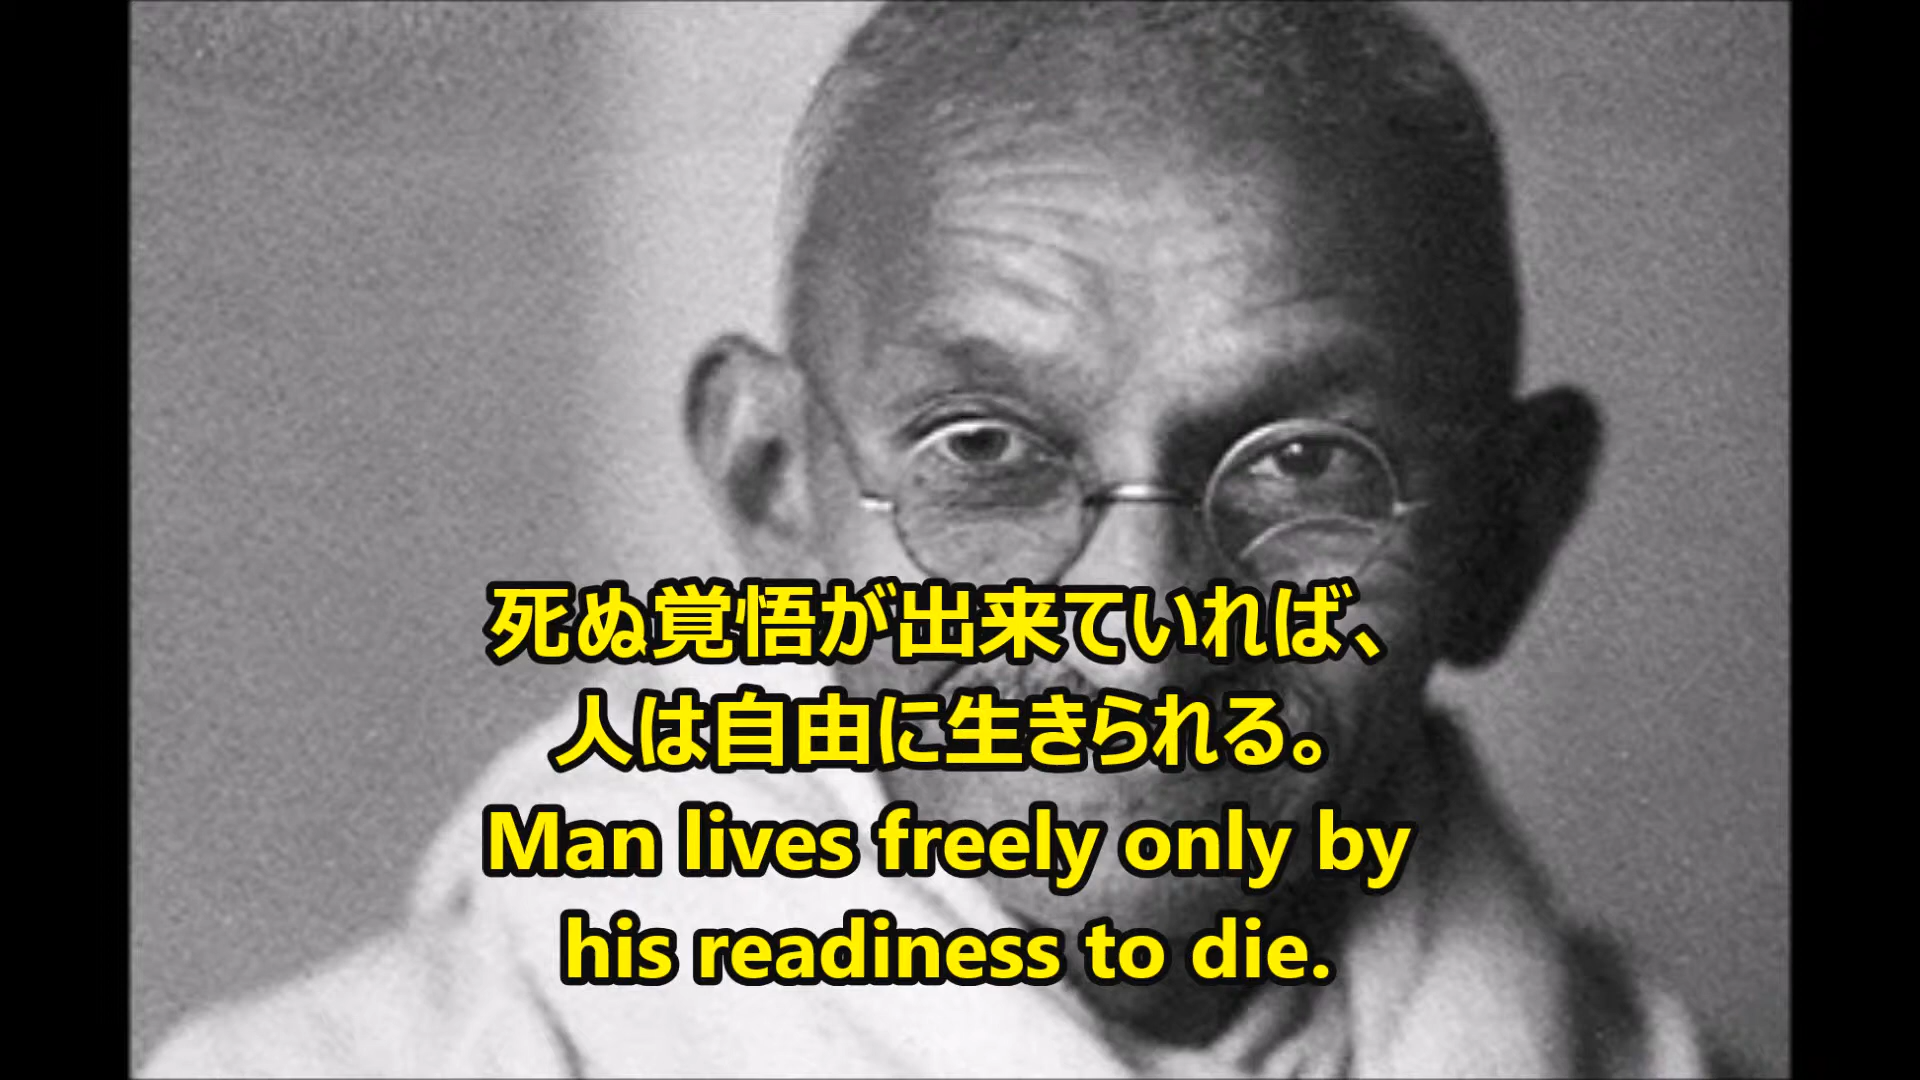 死ぬ覚悟が出来ていれば、
人は自由に生きられる。
Man lives freely only by
his readiness to die.